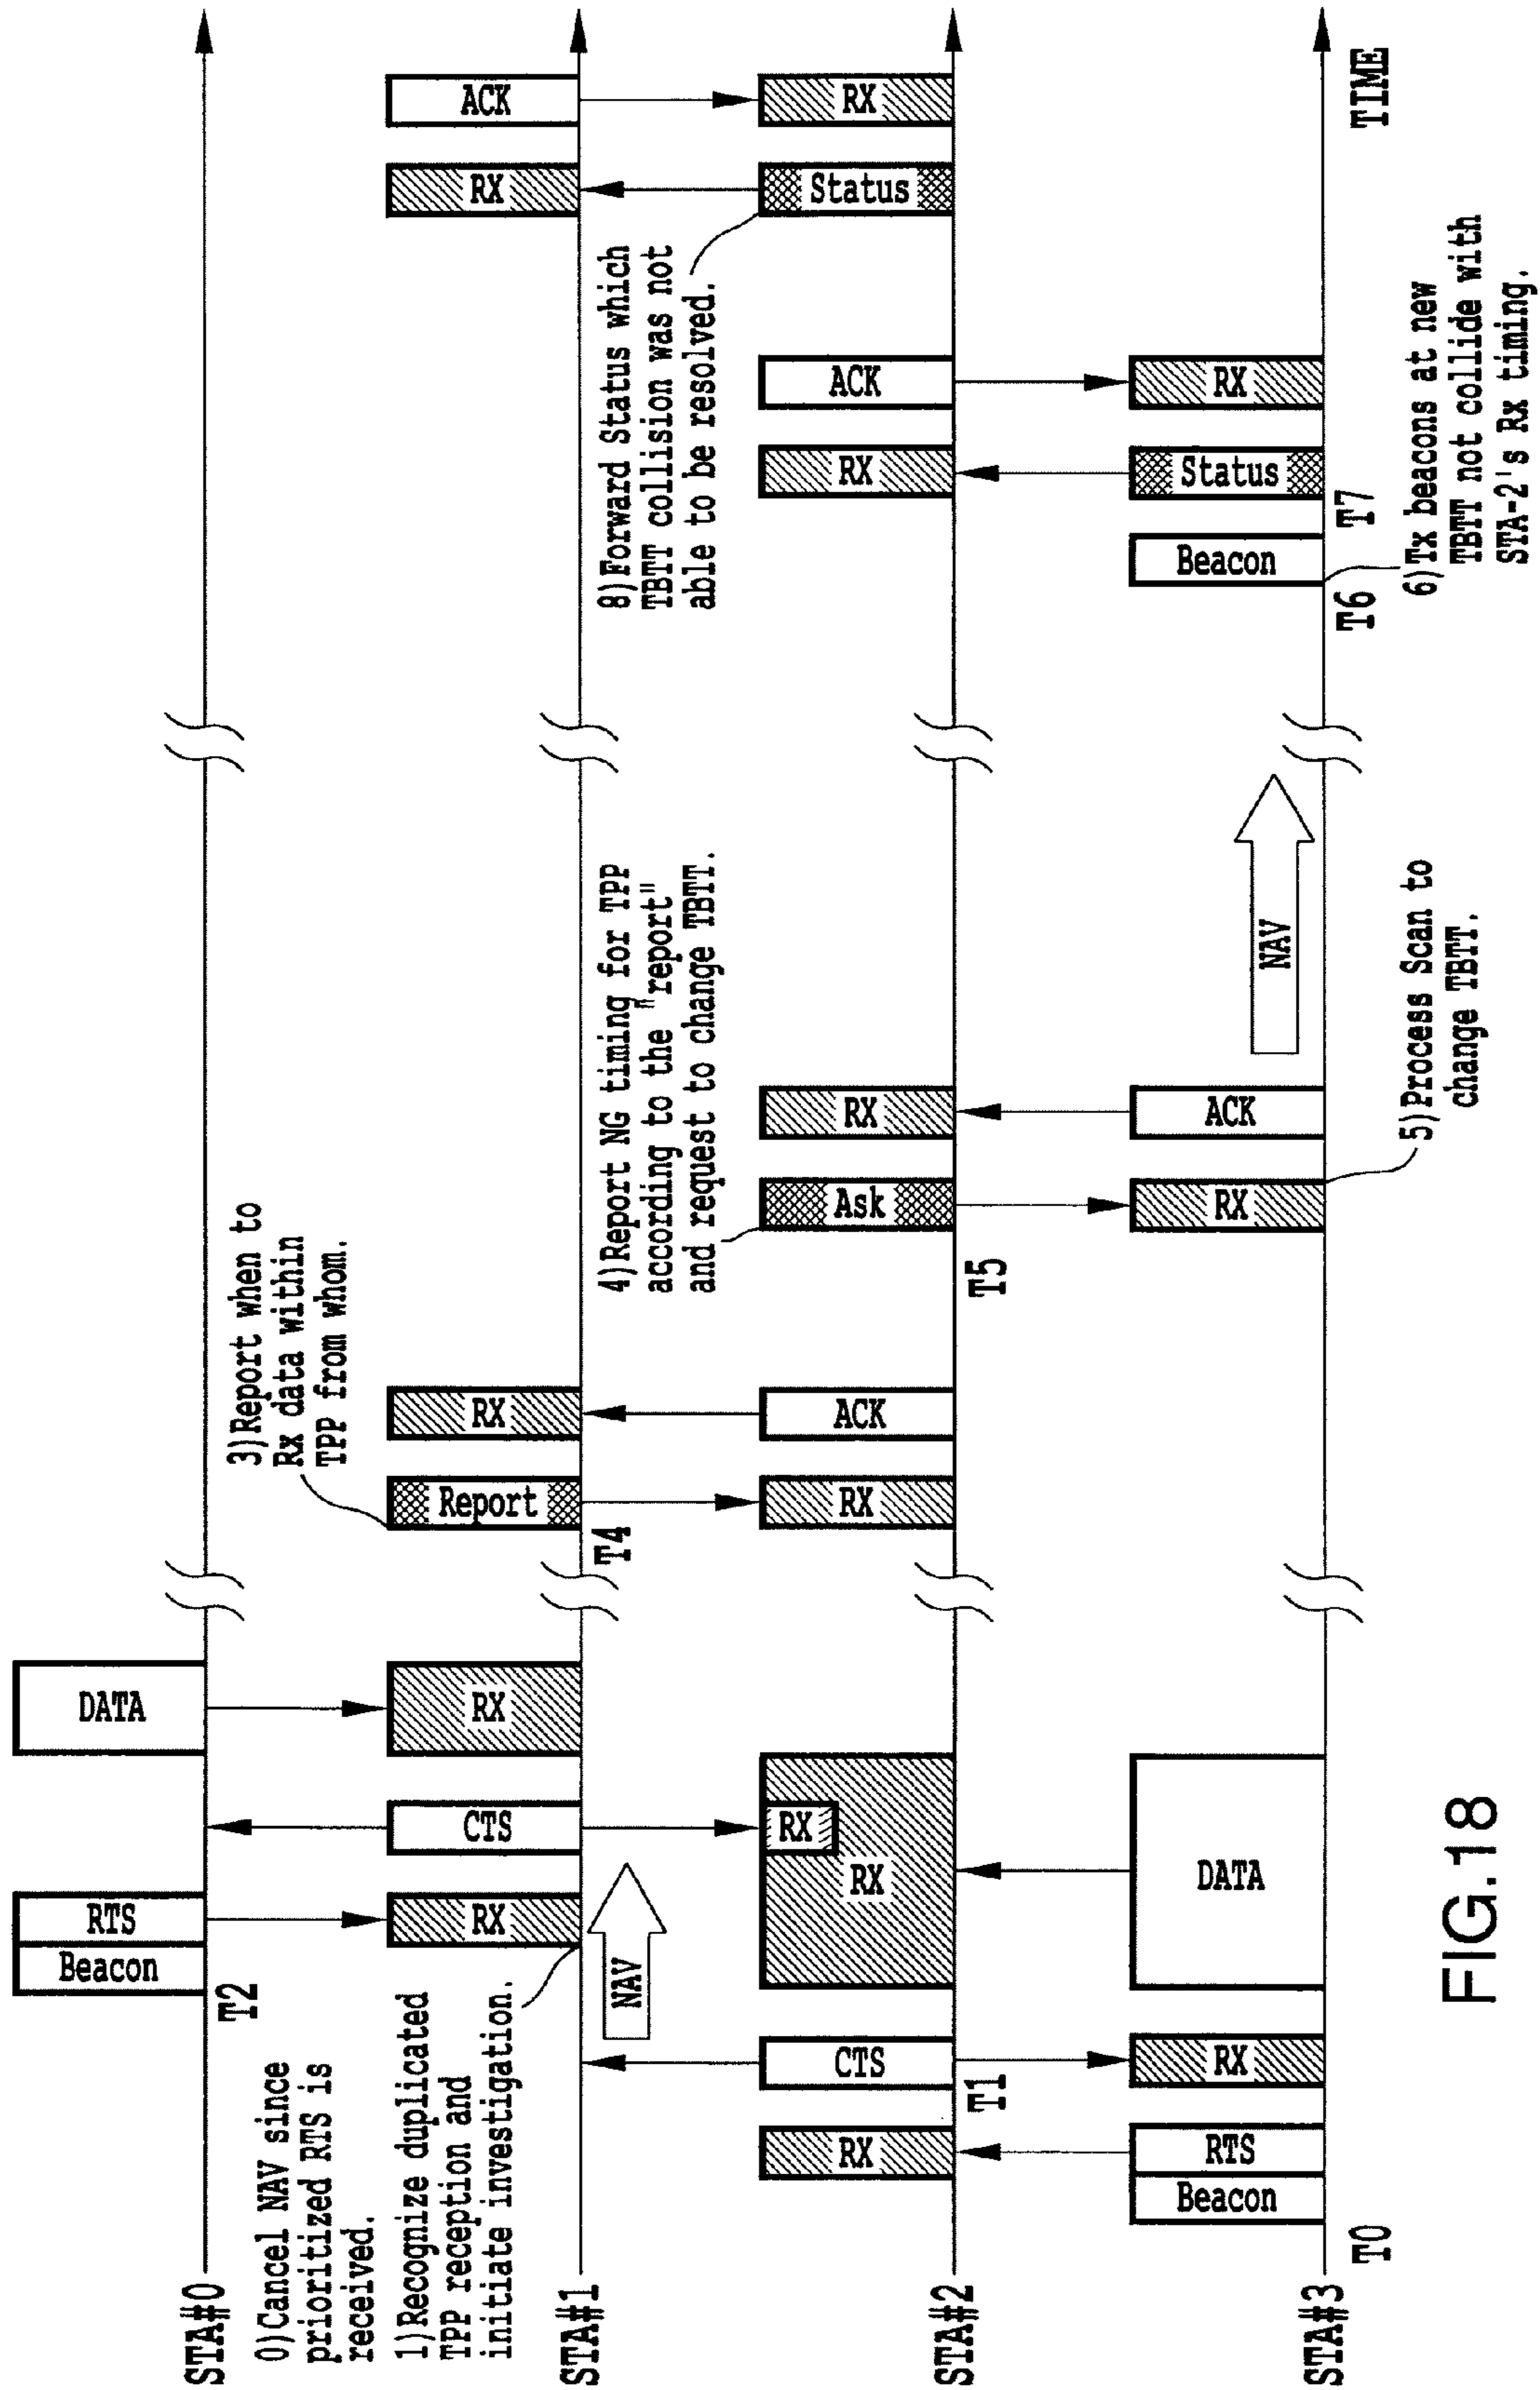 STA#0
Beacon
RTS
DATA
T2
0)Cancel NAV since
prioritized RTS is
received.
3)Report when to
Rx data within
TPP from whom.
1)Recognize duplicated
TPP reception and
initiate investigation.
STA#1
RX
CTS
RX
Report
RX
RX
ACK
NAV
T4
4)Report NG timing for TPP
according to the "report"
and request to change TBTT.
8)Forward Status which
TBTT collision was not
able to be resolved.
STA#2
RX
CTS
RX
RX
RX
ACK
Ask
RX
RX
ACK
Status
RX
T1
T5
NAV
STA#3
Beacon
RTS
RX
DATA
RX
ACK
Beacon
Status
RX
T0
T6
T7
TIME
5)Process Scan to
change TBTT.
6)Tx beacons at new
TBTT not collide with
STA-2's Rx timing.
FIG.18